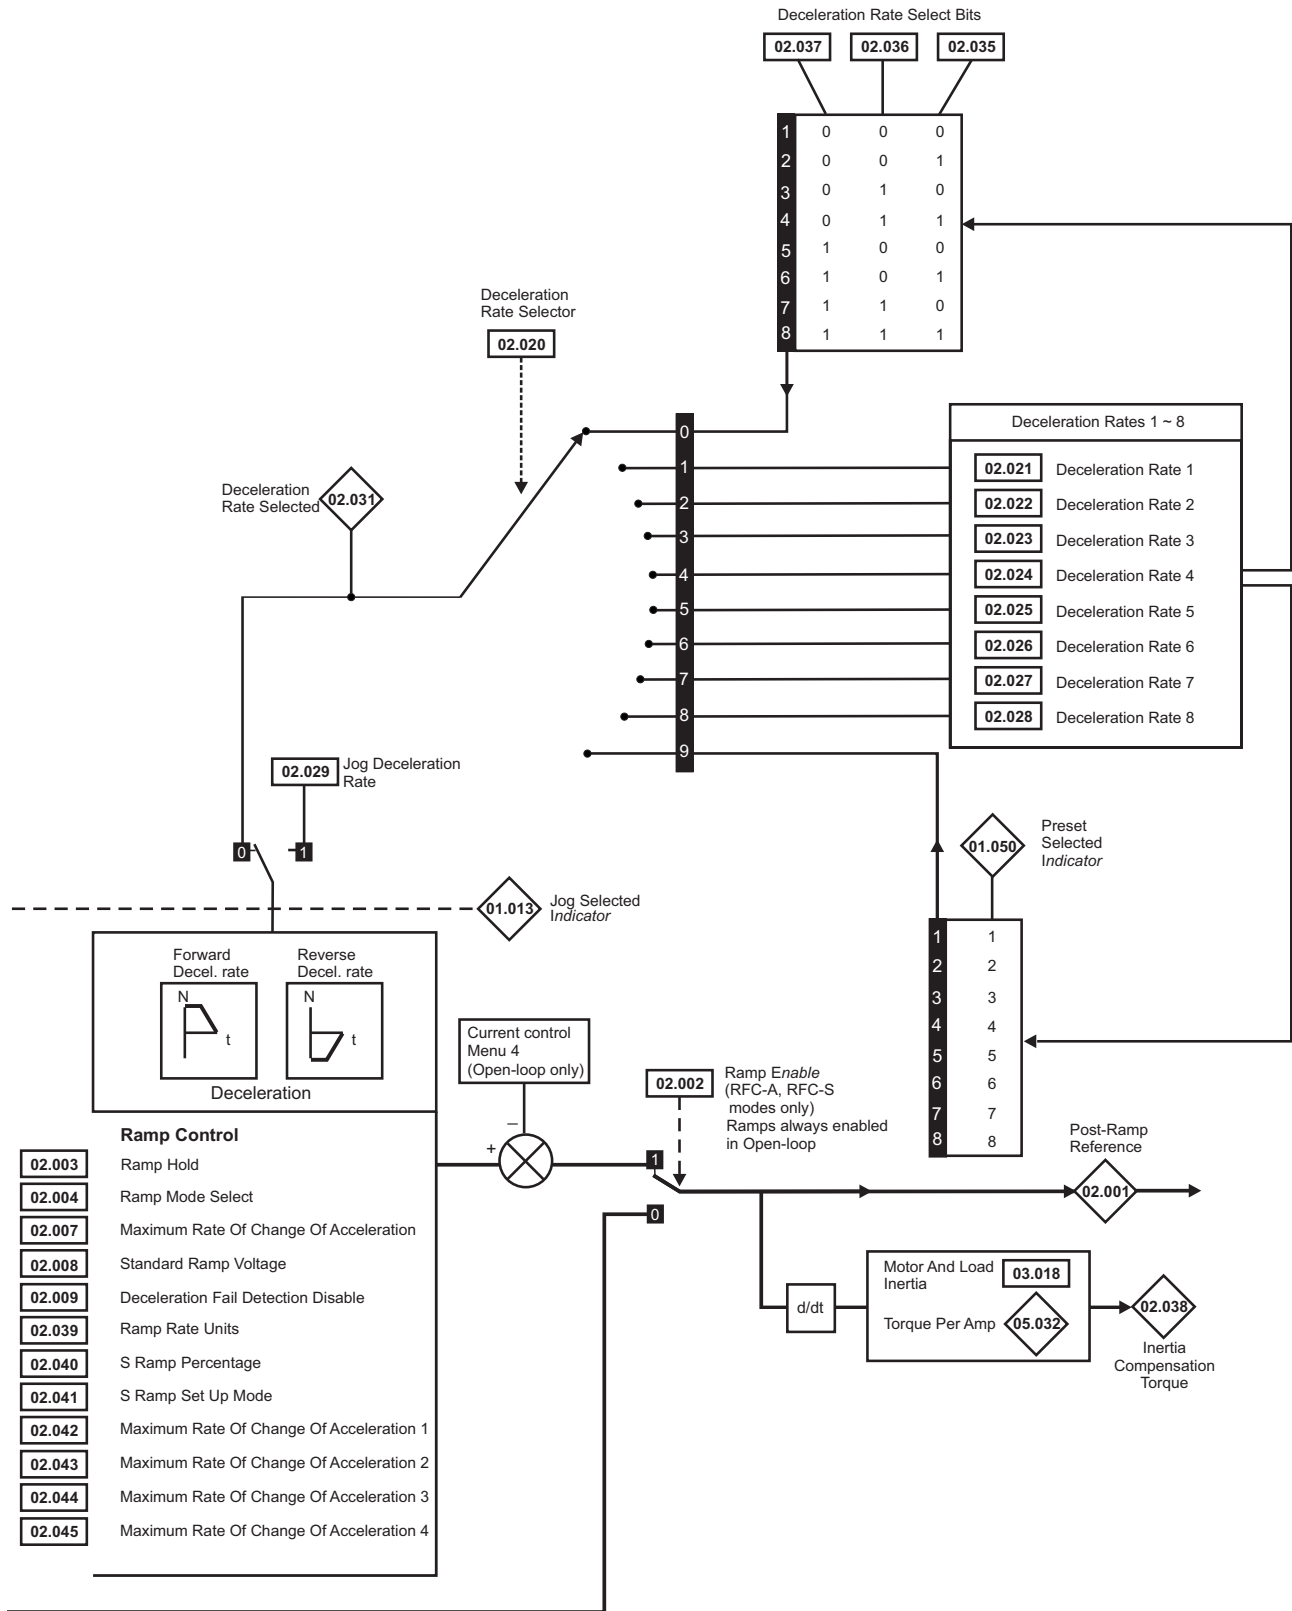 Deceleration Rate Select Bits
02.037 02.036 02.035
1 0 0 0
2 0 0 1
3 0 1 0
4 0 1 1
5 1 0 0
6 1 0 1
7 1 1 0
8 1 1 1
Deceleration
Rate Selector
02.020
Deceleration
Rate Selected
02.031
0
1
2
3
4
5
6
7
8
9
Deceleration Rates 1 ~ 8
02.021 Deceleration Rate 1
02.022 Deceleration Rate 2
02.023 Deceleration Rate 3
02.024 Deceleration Rate 4
02.025 Deceleration Rate 5
02.026 Deceleration Rate 6
02.027 Deceleration Rate 7
02.028 Deceleration Rate 8
02.029
Jog Deceleration
Rate
0 1
01.013
Jog Selected
Indicator
01.050
Preset
Selected
Indicator
1 1
2 2
3 3
4 4
5 5
6 6
7 7
8 8
Forward
Decel. rate
N
t
Reverse
Decel. rate
N
t
Deceleration
Current control
Menu 4
(Open-loop only)
–
+
02.002
Ramp Enable
(RFC-A, RFC-S
modes only)
Ramps always enabled
in Open-loop
1
0
Post-Ramp
Reference
02.001
d/dt
Motor And Load
Inertia
03.018
Torque Per Amp
05.032
02.038
Inertia
Compensation
Torque
Ramp Control
02.003 Ramp Hold
02.004 Ramp Mode Select
02.007 Maximum Rate Of Change Of Acceleration
02.008 Standard Ramp Voltage
02.009 Deceleration Fail Detection Disable
02.039 Ramp Rate Units
02.040 S Ramp Percentage
02.041 S Ramp Set Up Mode
02.042 Maximum Rate Of Change Of Acceleration 1
02.043 Maximum Rate Of Change Of Acceleration 2
02.044 Maximum Rate Of Change Of Acceleration 3
02.045 Maximum Rate Of Change Of Acceleration 4